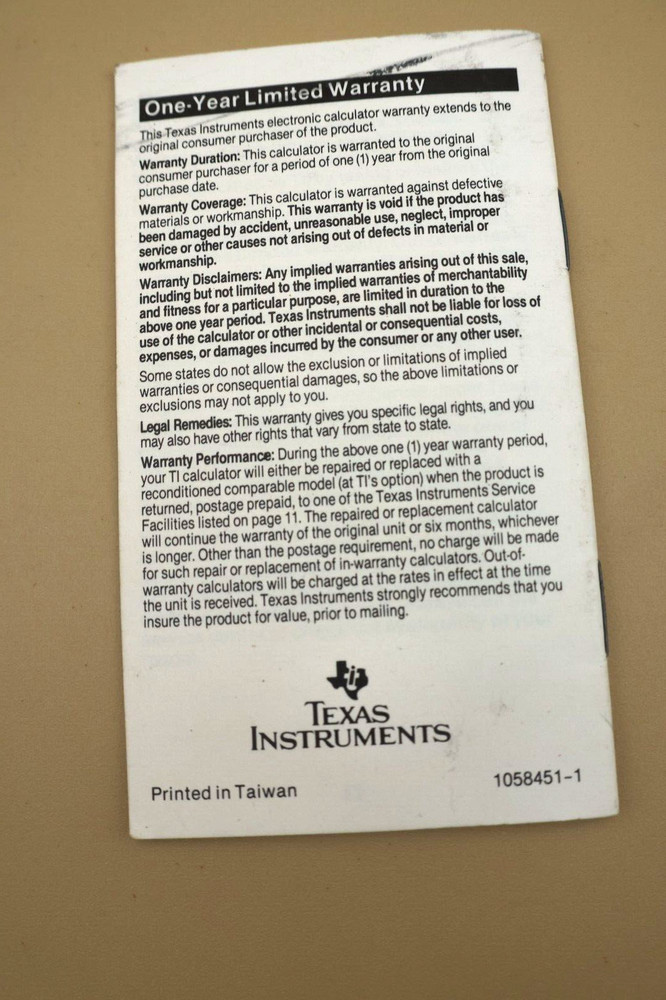 One-Year Limited Warranty
This Texas Instruments electronic calculator warranty extends to the
original consumer purchaser of the product.
Warranty Duration: This calculator is warranted to the original
consumer purchaser for a period of one (1) year from the original
purchase date.
Warranty Coverage: This calculator is warranted against defective
materials or workmanship. This warranty is void if the product has
been damaged by accident, unreasonable use, neglect, improper
service or other causes not arising out of defects in material or
workmanship.
Warranty Disclaimers: Any implied warranties arising out of this sale,
including but not limited to the implied warranties of merchantability
and fitness for a particular purpose, are limited in duration to the
above one year period. Texas Instruments shall not be liable for loss of
use of the calculator or other incidental or consequential costs,
expenses, or damages incurred by the consumer or any other user.
Some states do not allow the exclusion or limitations of implied
warranties or consequential damages, so the above limitations or
exclusions may not apply to you.
Legal Remedies: This warranty gives you specific legal rights, and you
may also have other rights that vary from state to state.
Warranty Performance: During the above one (1) year warranty period,
your TI calculator will either be repaired or replaced with a
reconditioned comparable model (at TI's option) when the product is
returned, postage prepaid, to one of the Texas Instruments Service
Facilities listed on page 11. The repaired or replacement calculator
will continue the warranty of the original unit or six months, whichever
is longer. Other than the postage requirement, no charge will be made
for such repair or replacement of in-warranty calculators. Out-of-
warranty calculators will be charged at the rates in effect at the time
the unit is received. Texas Instruments strongly recommends that you
insure the product for value, prior to mailing.
ti
TEXAS
INSTRUMENTS
Printed in Taiwan
1058451-1